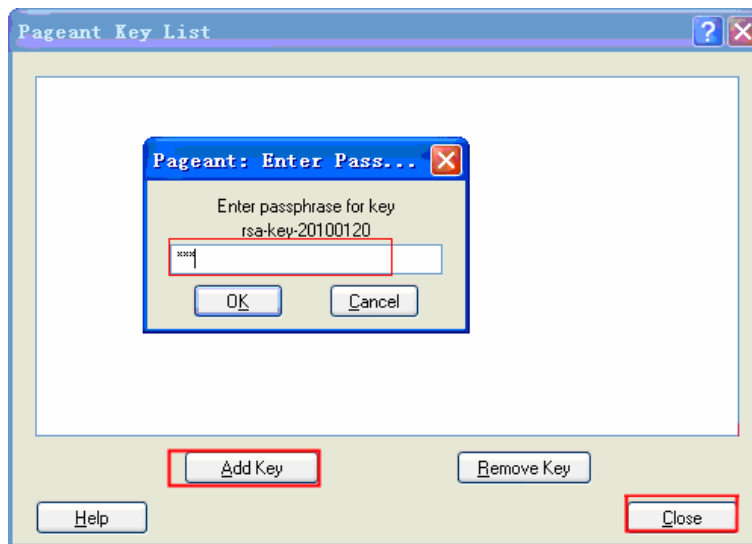 Pageant Key List
Pageant: Enter Pass...
Enter passphrase for key
rsa-key-20100120
***
OK
Cancel
Add Key
Remove Key
Help
Close